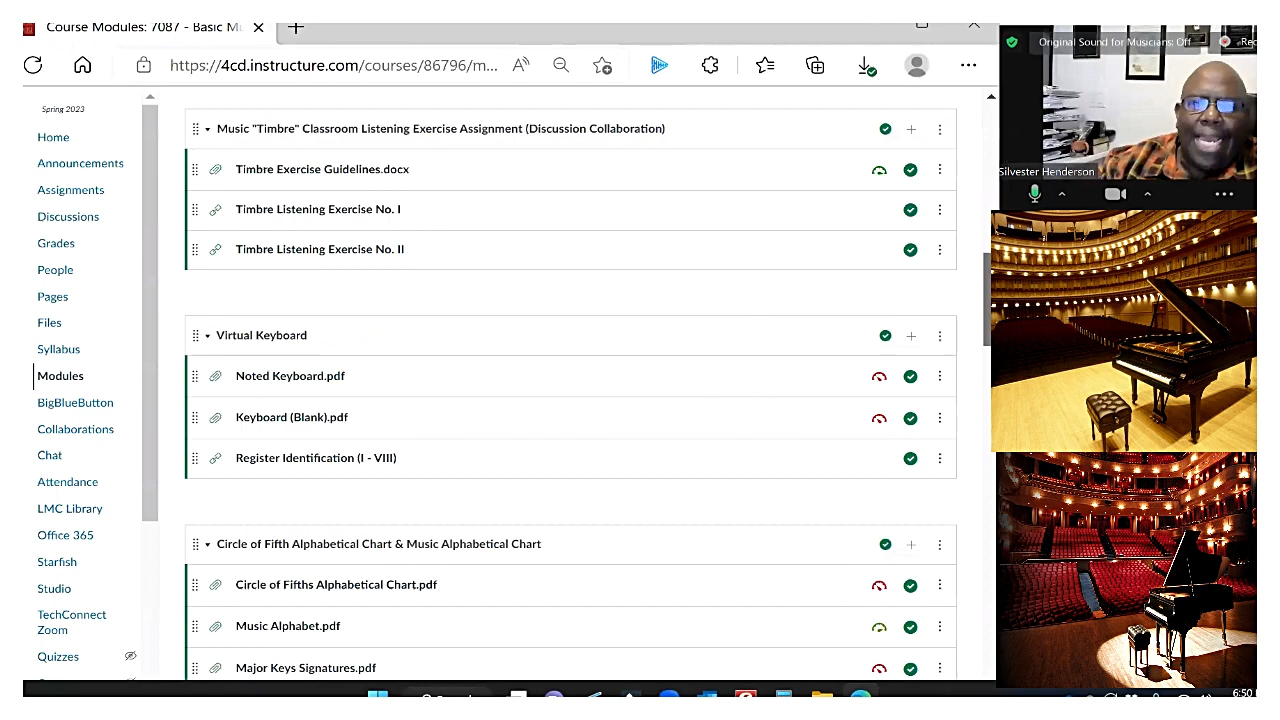 Course Modules: 7087 - Basic Mu
Original Sound for Musicians: Off
Rec
https://4cd.instructure.com/courses/86796/m...
Spring 2023
Home
Announcements
Assignments
Discussions
Grades
People
Pages
Files
Syllabus
Modules
BigBlueButton
Collaborations
Chat
Attendance
LMC Library
Office 365
Starfish
Studio
TechConnect
Zoom
Quizzes
Music "Timbre" Classroom Listening Exercise Assignment (Discussion Collaboration)
Timbre Exercise Guidelines.docx
Timbre Listening Exercise No. I
Timbre Listening Exercise No. II
Virtual Keyboard
Noted Keyboard.pdf
Keyboard (Blank).pdf
Register Identification (I - VIII)
Circle of Fifth Alphabetical Chart & Music Alphabetical Chart
Circle of Fifths Alphabetical Chart.pdf
Music Alphabet.pdf
Major Keys Signatures.pdf
Silvester Henderson
6:50